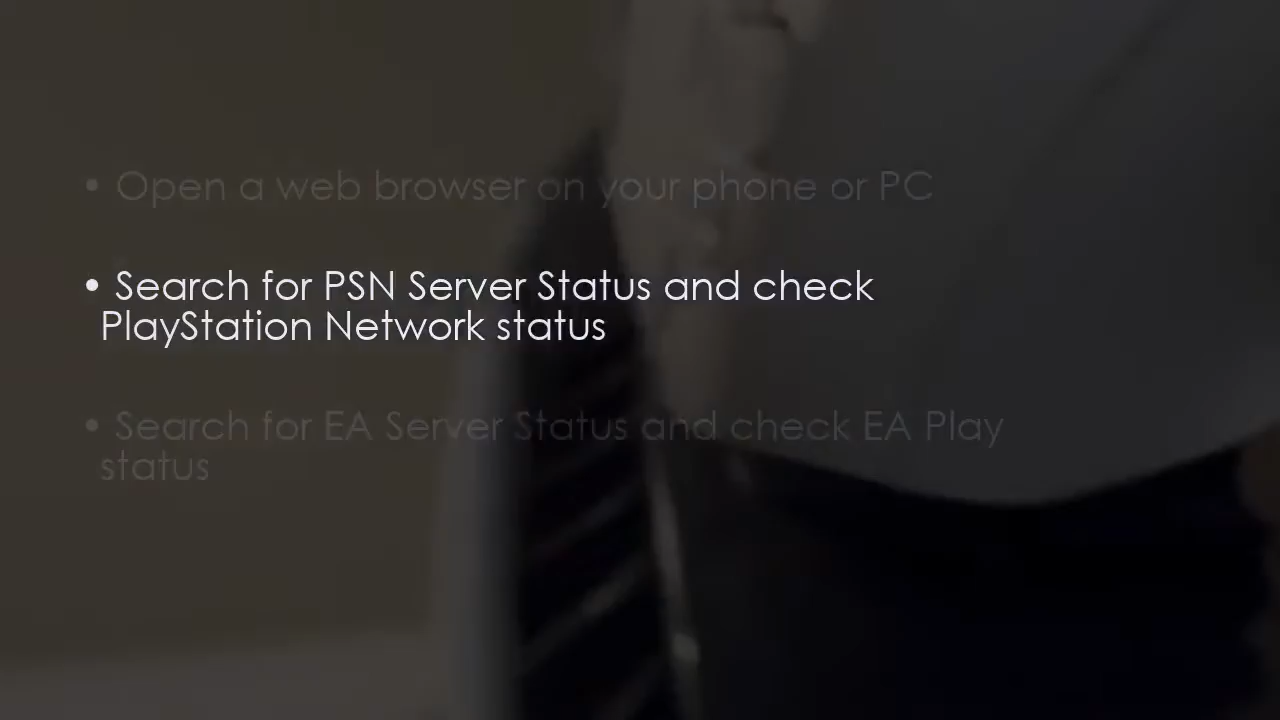 • Open a web browser on your phone or PC
• Search for PSN Server Status and check
PlayStation Network status
• Search for EA Server Status and check EA Play
status